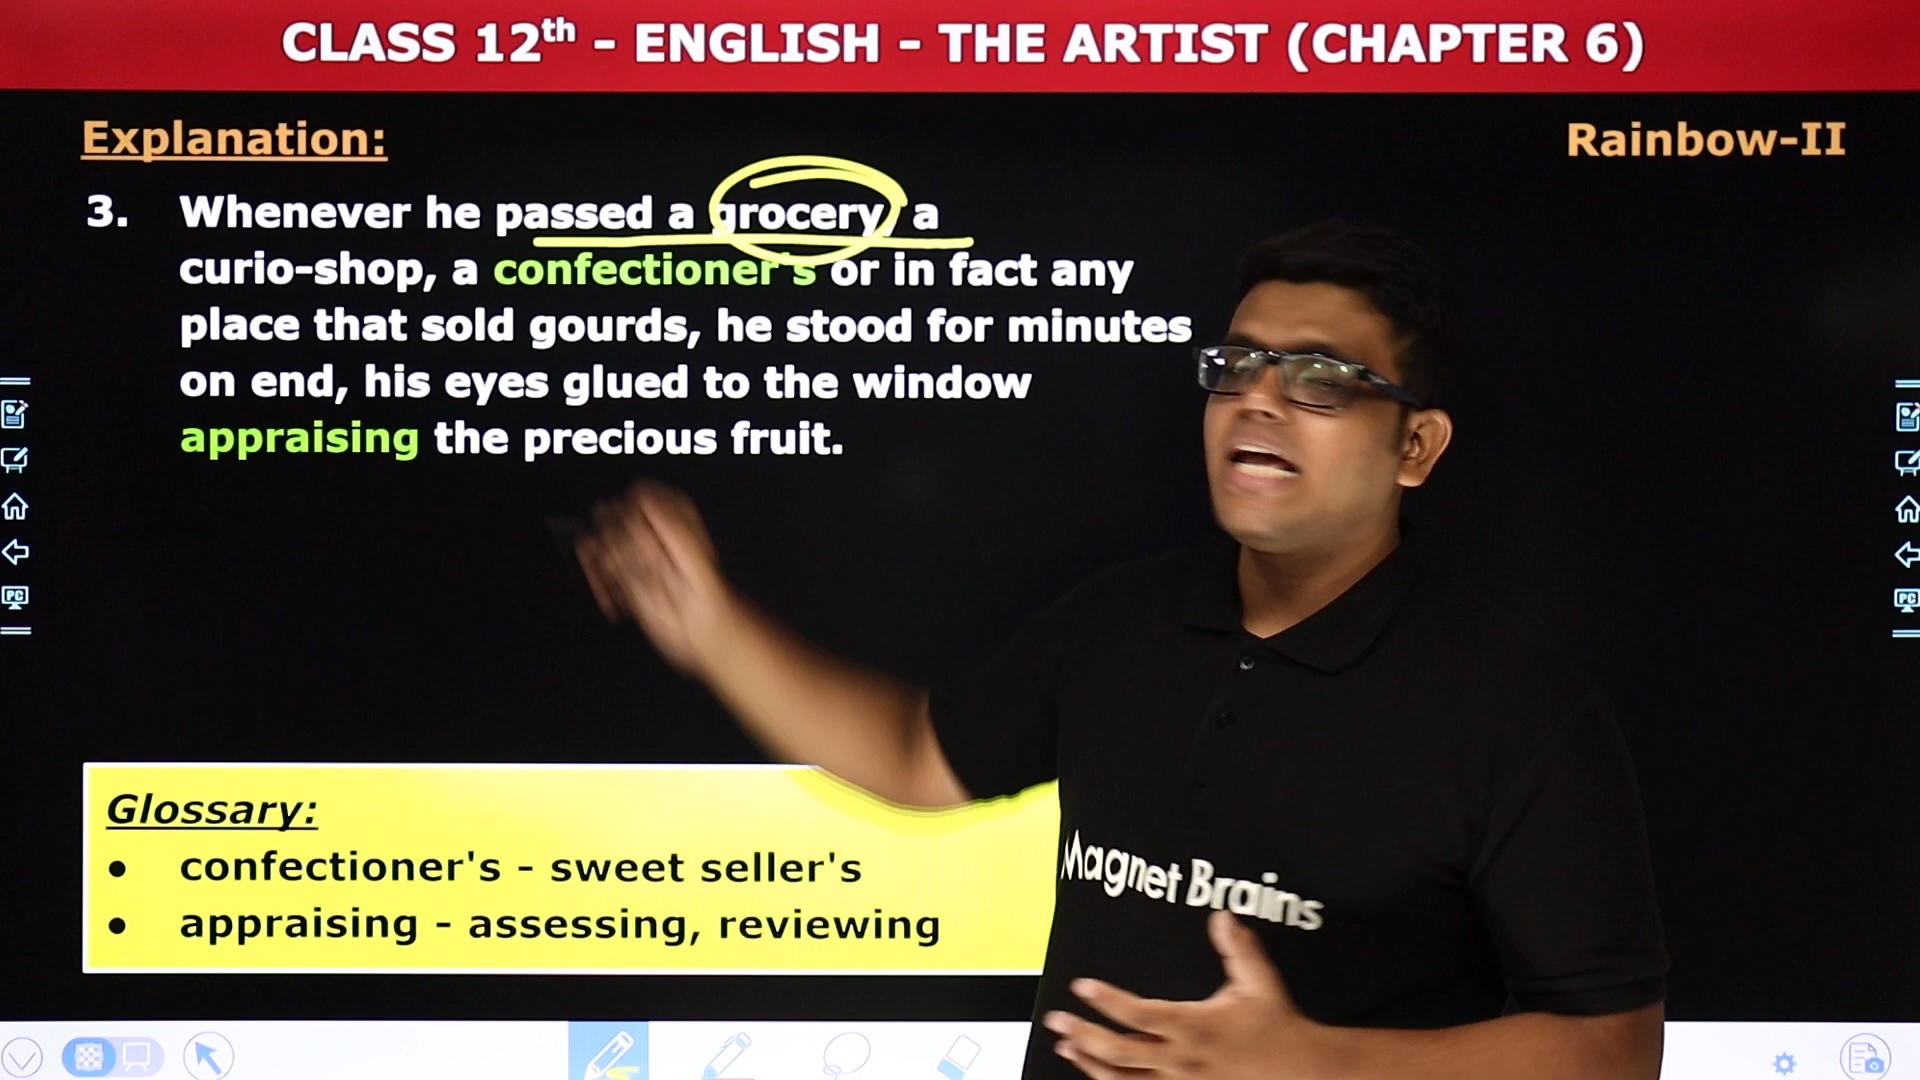 CLASS 12th - ENGLISH - THE ARTIST (CHAPTER 6)
Explanation:
Rainbow-II
3. Whenever he passed a grocery, a
curio-shop, a confectioner's or in fact any
place that sold gourds, he stood for minutes
on end, his eyes glued to the window
appraising the precious fruit.
Glossary:
● confectioner's - sweet seller's
● appraising - assessing, reviewing
Magnet Brains
PC
PC